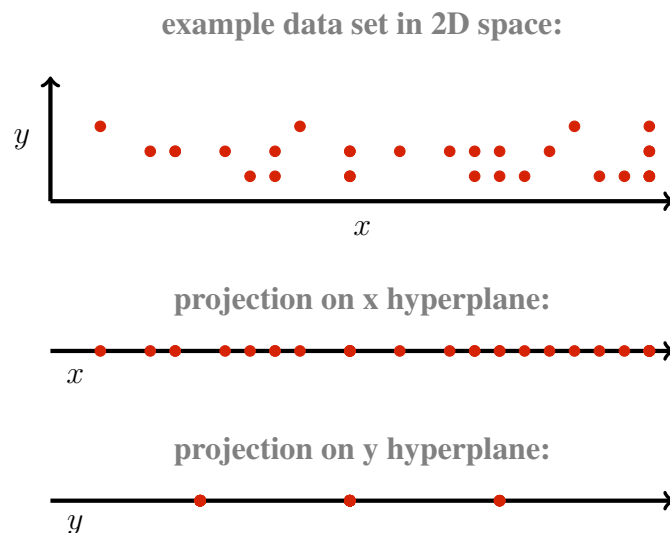 example data set in 2D space:
y
x
projection on x hyperplane:
x
projection on y hyperplane:
y